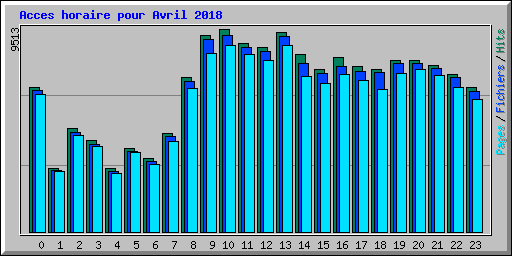 Acces horaire pour Avril 2018
9513
Pages / Fichiers / Hits
0 1 2 3 4 5 6 7 8 9 10 11 12 13 14 15 16 17 18 19 20 21 22 23